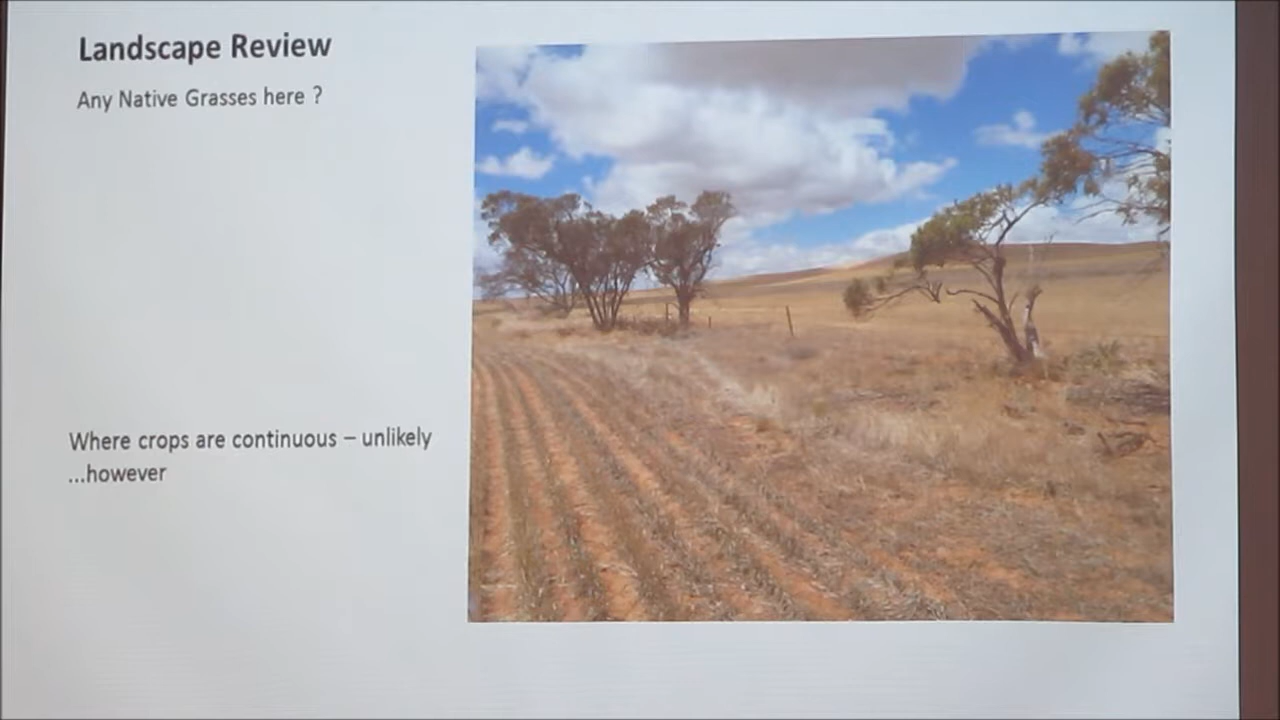 Landscape Review
Any Native Grasses here ?
Where crops are continuous – unlikely
...however